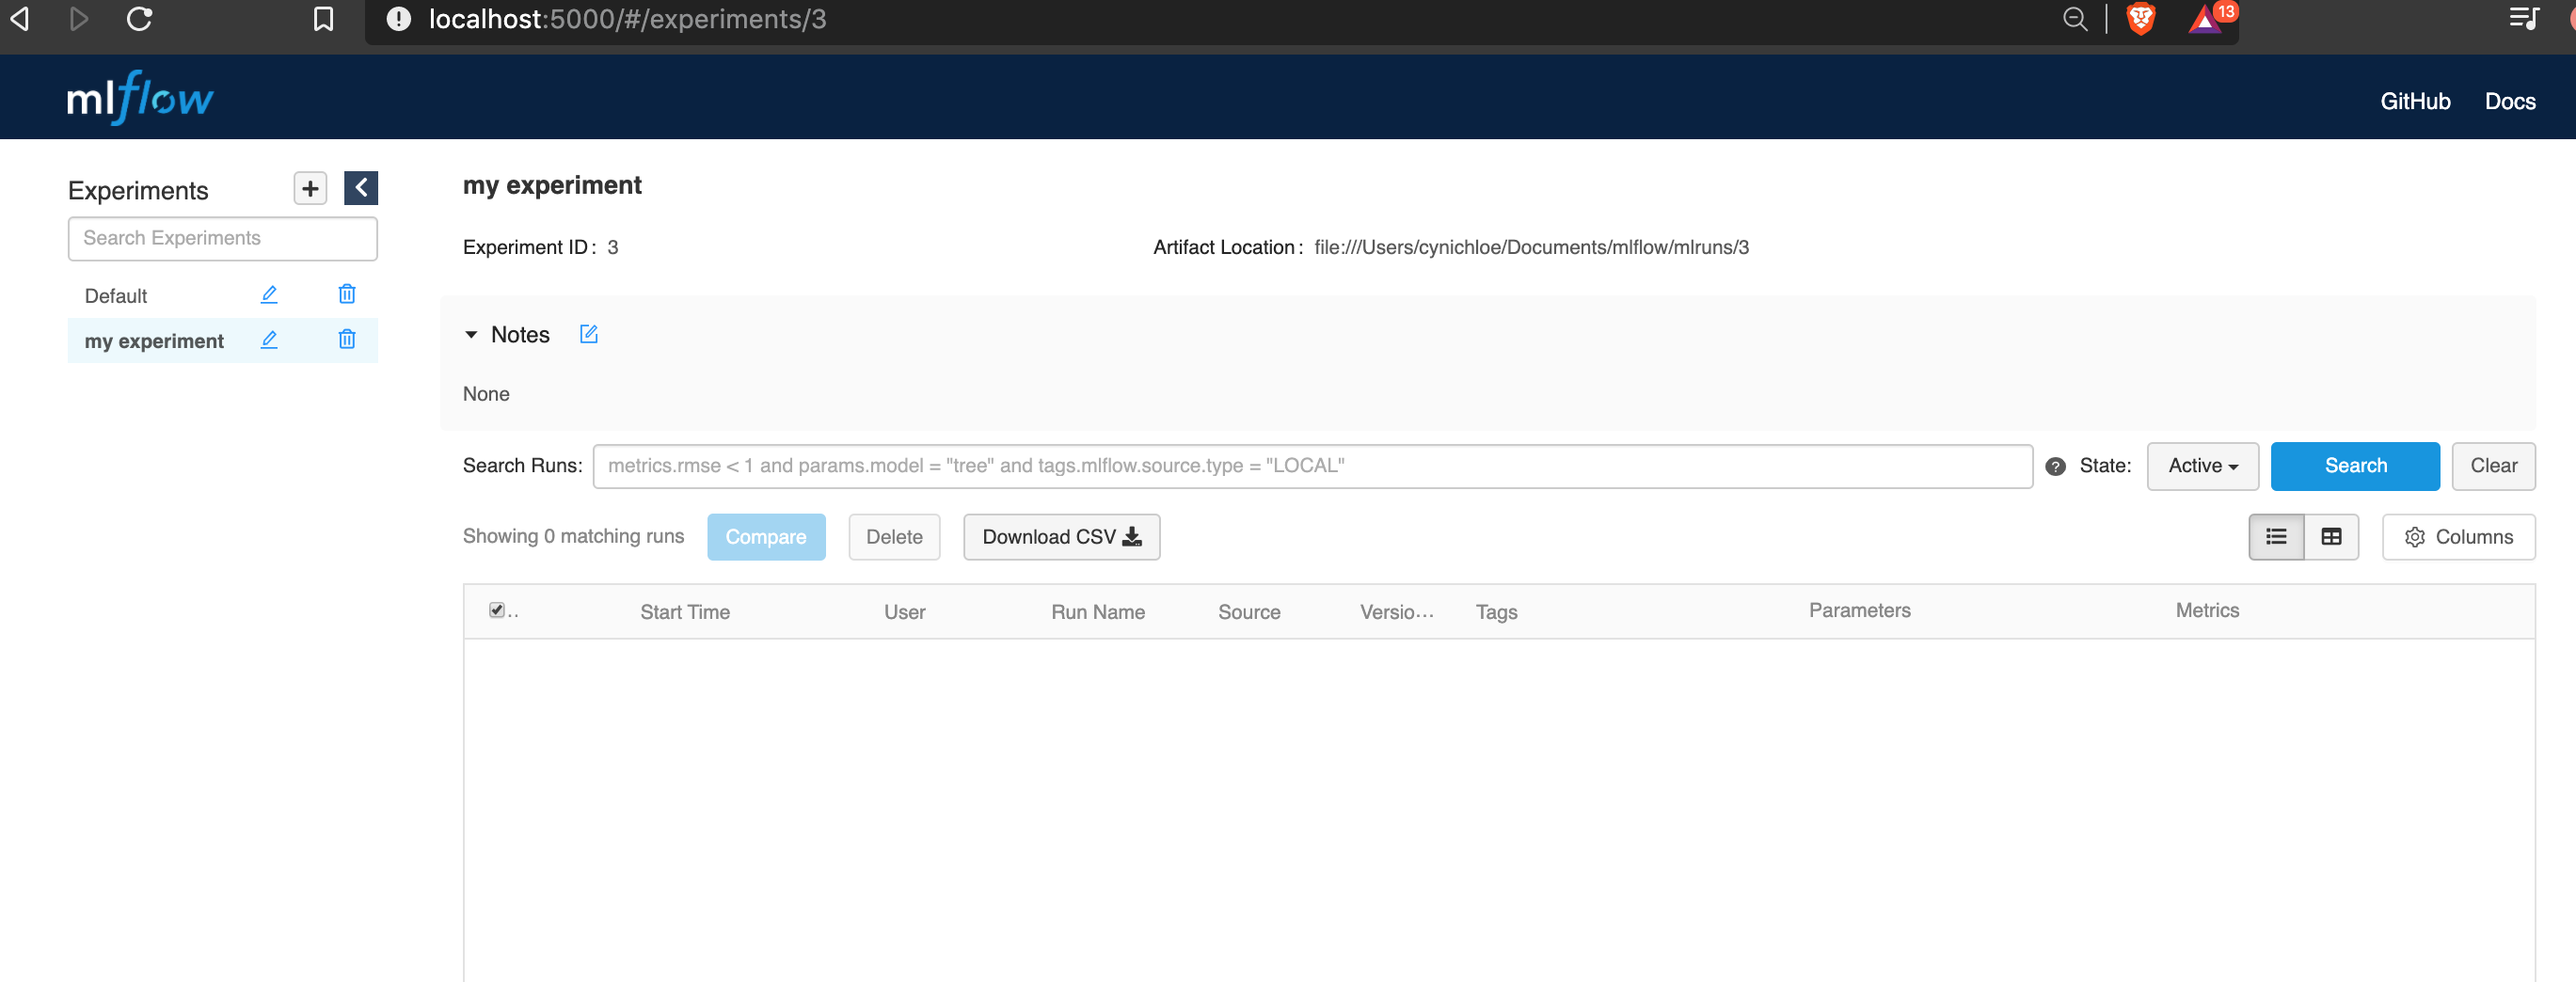 localhost:5000/#/experiments/3
13
mlflow
GitHub
Docs
Experiments
Search Experiments
Default
my experiment
my experiment
Experiment ID: 3
Artifact Location: file:///Users/cynichloe/Documents/mlflow/mlruns/3
Notes
None
Search Runs:
metrics.rmse < 1 and params.model = "tree" and tags.mlflow.source.type = "LOCAL"
State:
Active
Search
Clear
Showing 0 matching runs
Compare
Delete
Download CSV
Columns
..
Start Time
User
Run Name
Source
Versio...
Tags
Parameters
Metrics